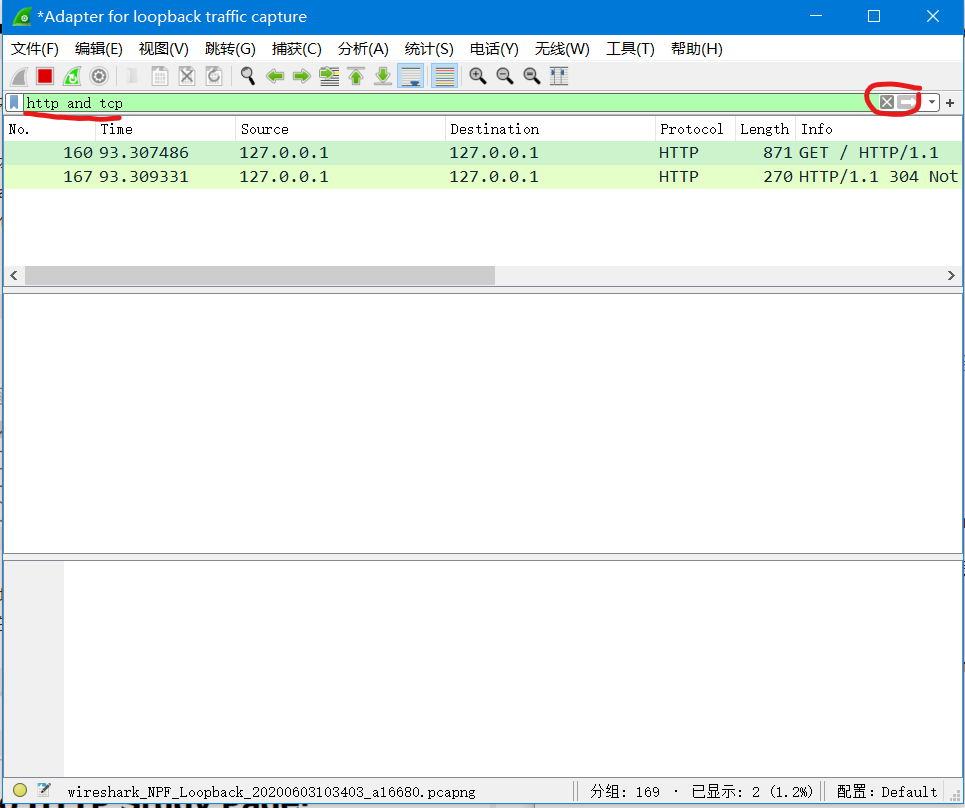 *Adapter for loopback traffic capture
文件(F) 编辑(E) 视图(V) 跳转(G) 捕获(C) 分析(A) 统计(S) 电话(Y) 无线(W) 工具(T) 帮助(H)
http and tcp
No. Time Source Destination Protocol Length Info
160 93.307486 127.0.0.1 127.0.0.1 HTTP 871 GET / HTTP/1.1
167 93.309331 127.0.0.1 127.0.0.1 HTTP 270 HTTP/1.1 304 Not
wireshark_NPF_Loopback_20200603103403_a16680.pcapng 分组: 169 · 已显示: 2 (1.2%) 配置: Default